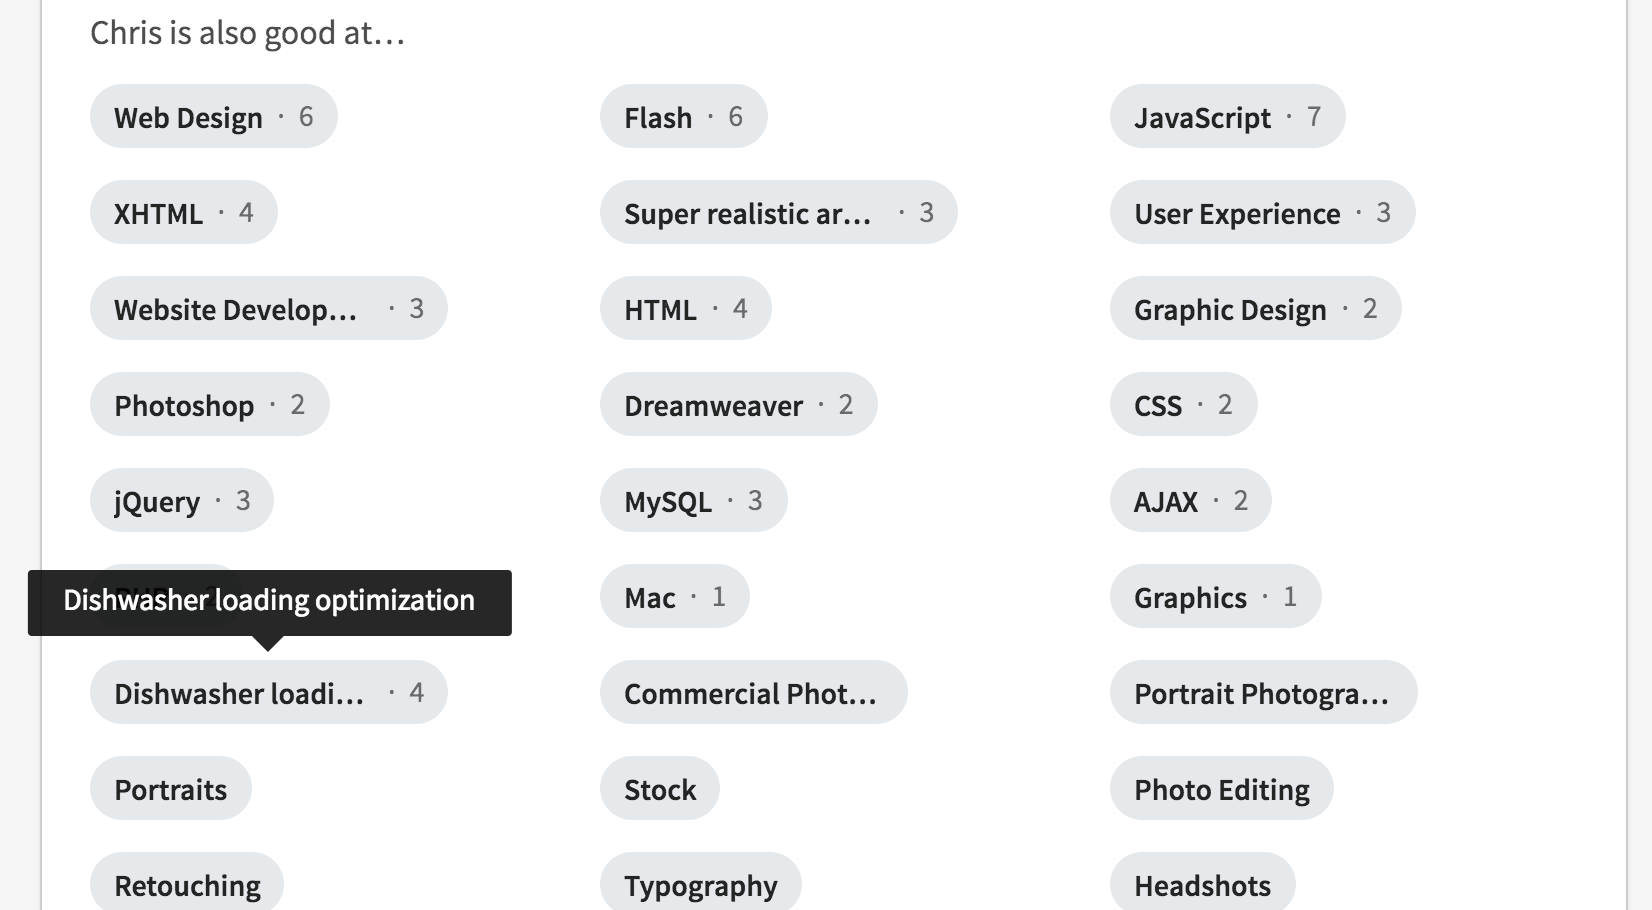 Chris is also good at…
Web Design · 6
Flash · 6
JavaScript · 7
XHTML · 4
Super realistic ar… · 3
User Experience · 3
Website Develop… · 3
HTML · 4
Graphic Design · 2
Photoshop · 2
Dreamweaver · 2
CSS · 2
jQuery · 3
MySQL · 3
AJAX · 2
Dishwasher loading optimization
Mac · 1
Graphics · 1
Dishwasher loadi… · 4
Commercial Phot…
Portrait Photogra…
Portraits
Stock
Photo Editing
Retouching
Typography
Headshots